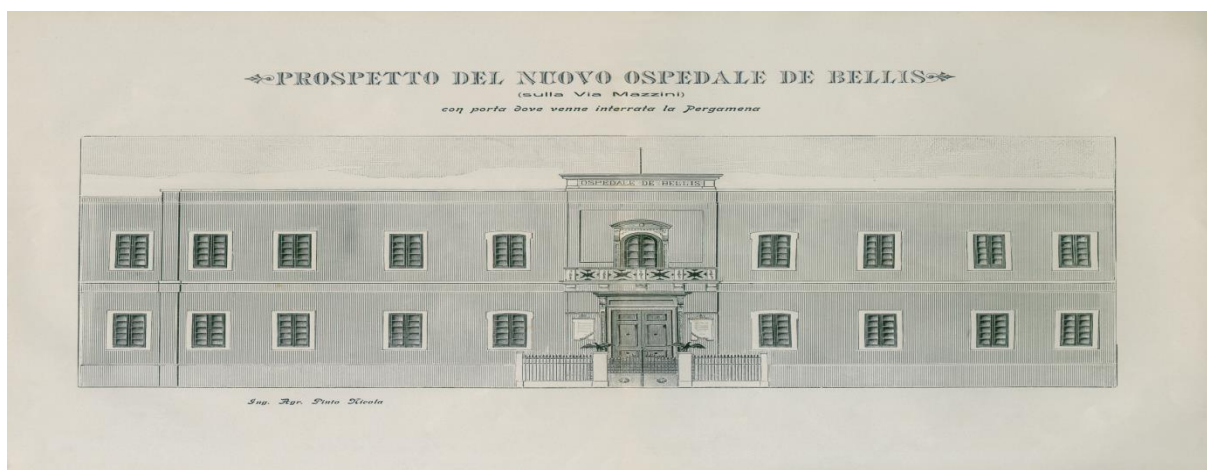 PROSPETTO DEL NUOVO OSPEDALE DE BELLIS
(sulla Via Mazzini)
con porta dove venne interrata la Pergamena
OSPEDALE DE BELLIS
Ing. Agr. Pinto Nicola